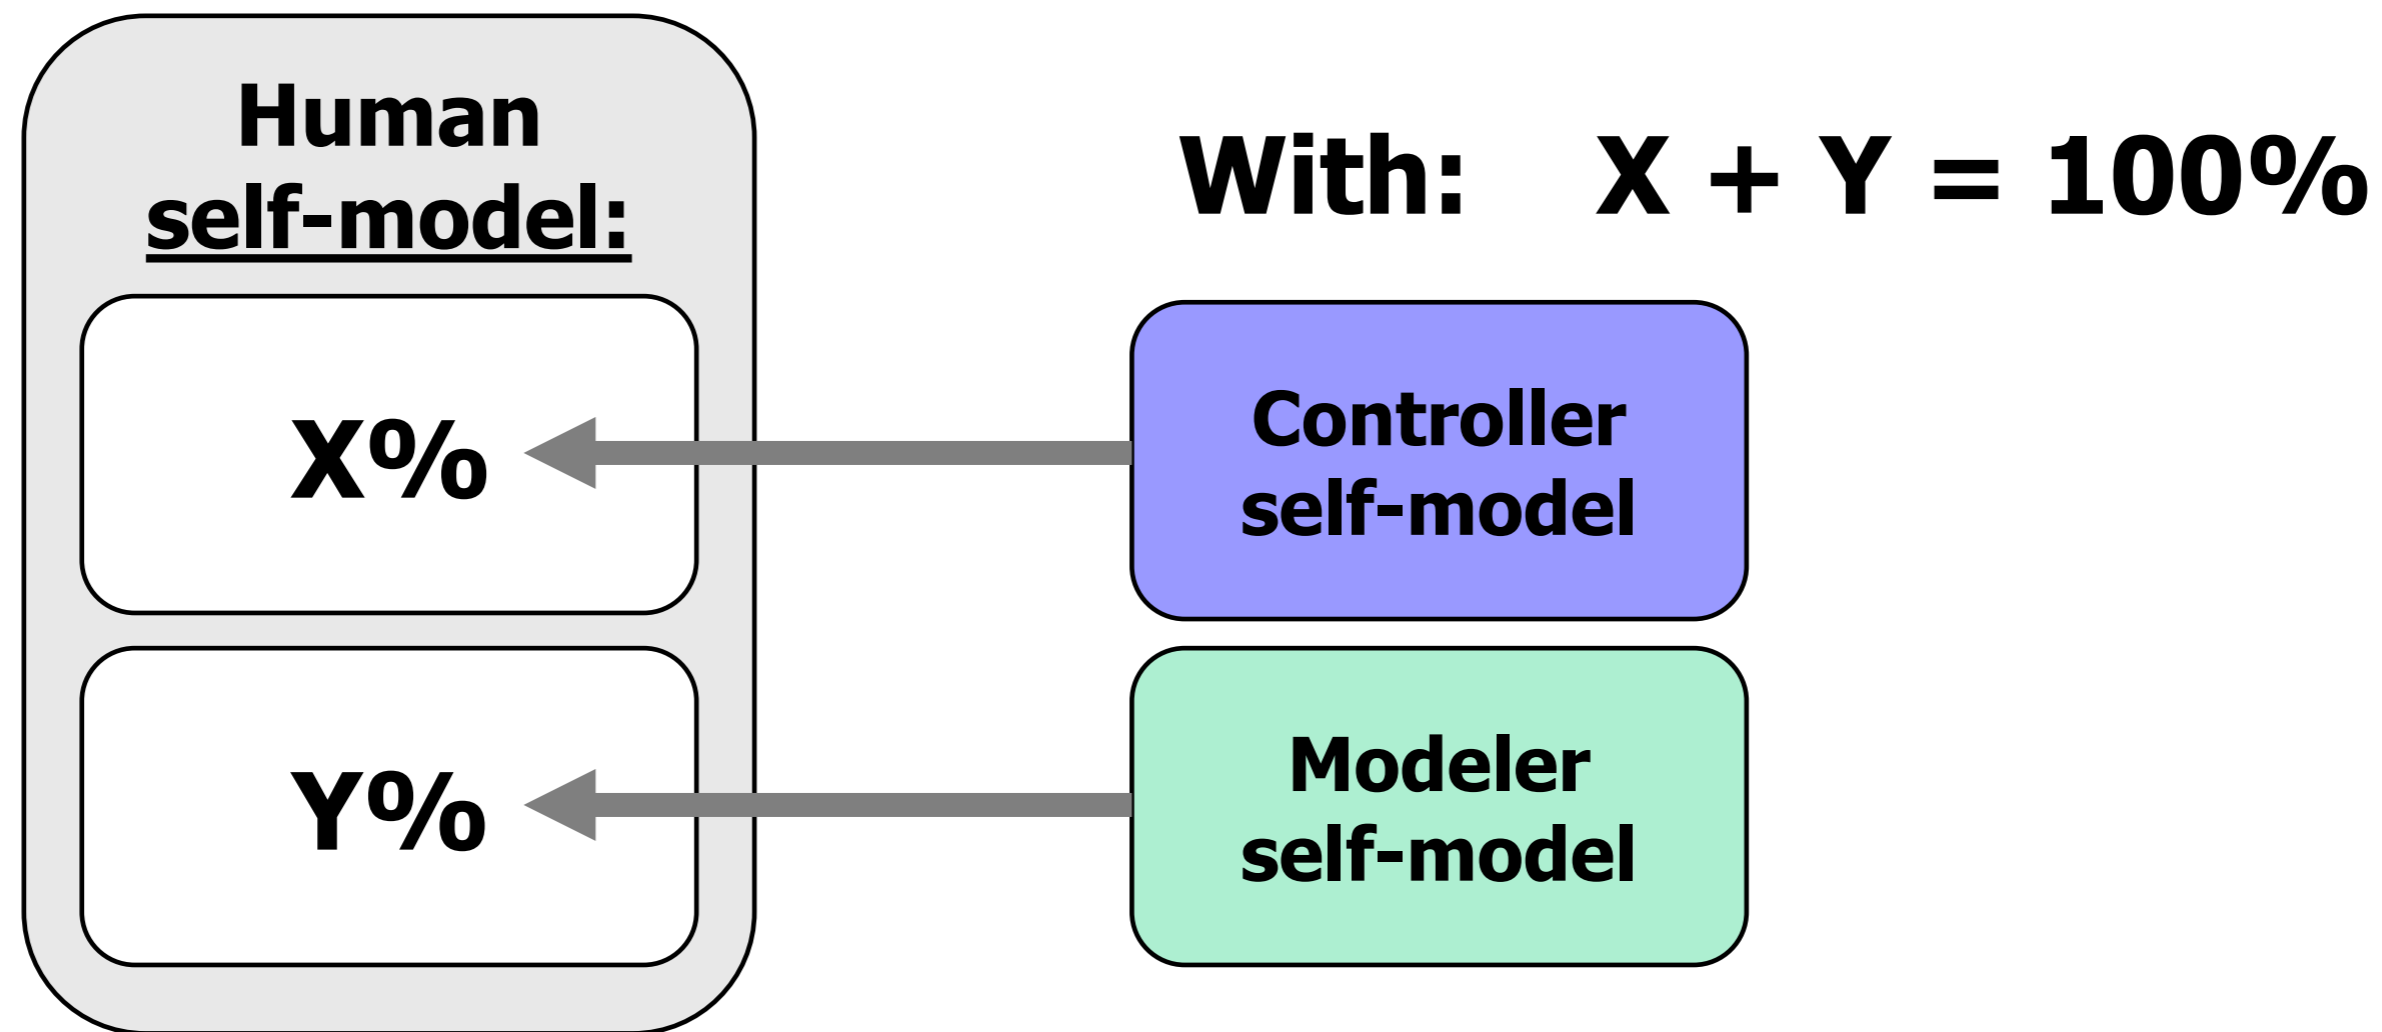 Human
self-model:
With: X + Y = 100%
X%
Controller
self-model
Y%
Modeler
self-model